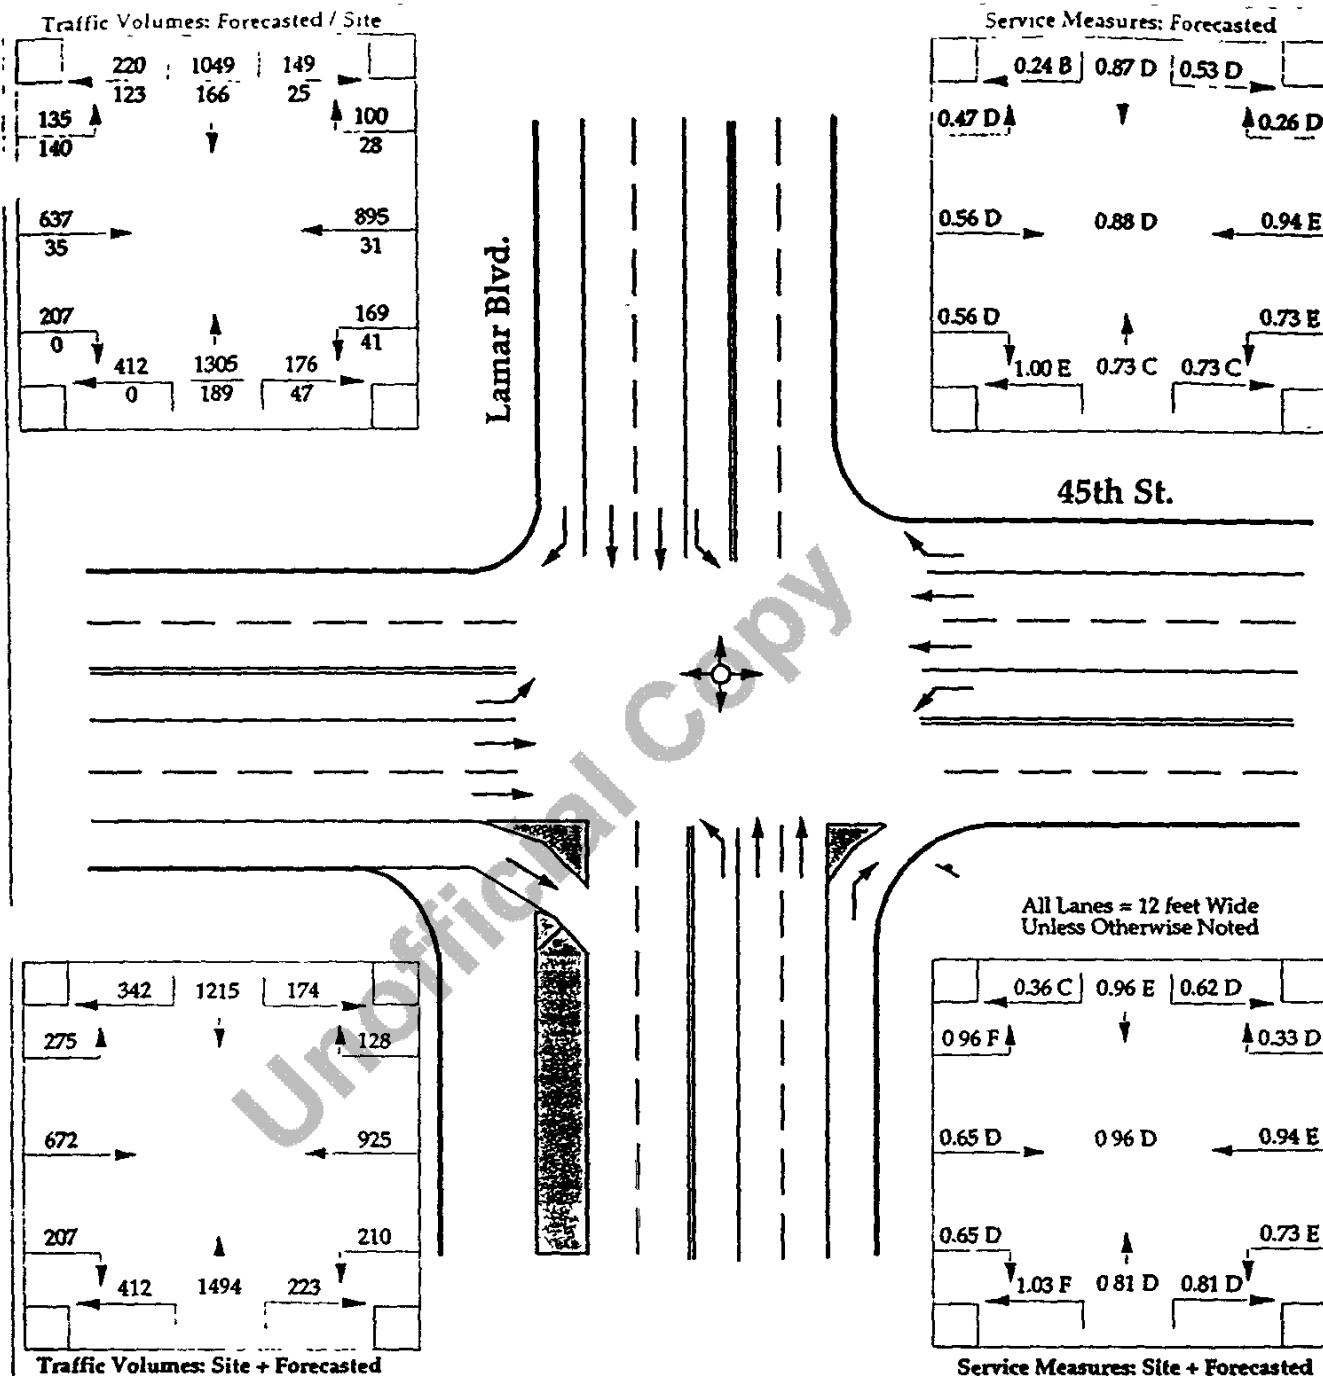 Traffic Volumes: Forecasted / Site
220 1049 149
123 166 25
135 100
140 28
637 895
35 31
207 169
0 41
412 1305 176
0 189 47
Service Measures: Forecasted
0.24 B 0.87 D 0.53 D
0.47 D 0.26 D
0.56 D 0.88 D 0.94 E
0.56 D 0.73 E
1.00 E 0.73 C 0.73 C
Lamar Blvd.
45th St.
Unofficial Copy
All Lanes = 12 feet Wide
Unless Otherwise Noted
342 1215 174
275 128
672 925
207 210
412 1494 223
Traffic Volumes: Site + Forecasted
0.36 C 0.96 E 0.62 D
0 96 F 0.33 D
0.65 D 0 96 D 0.94 E
0.65 D 0.73 E
1.03 F 0 81 D 0.81 D
Service Measures: Site + Forecasted